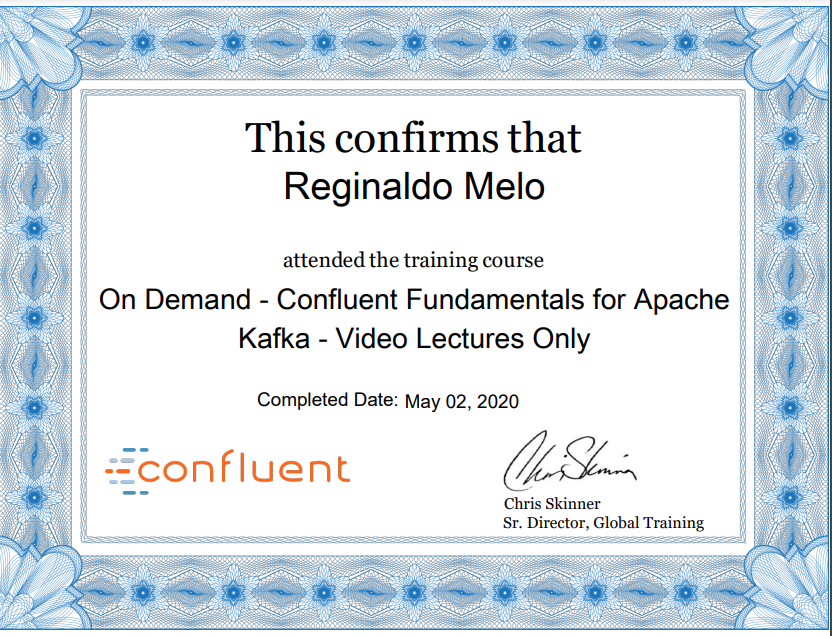 This confirms that
Reginaldo Melo
attended the training course
On Demand - Confluent Fundamentals for Apache
Kafka - Video Lectures Only
Completed Date: May 02, 2020
confluent
Chris Skinner
Chris Skinner
Sr. Director, Global Training